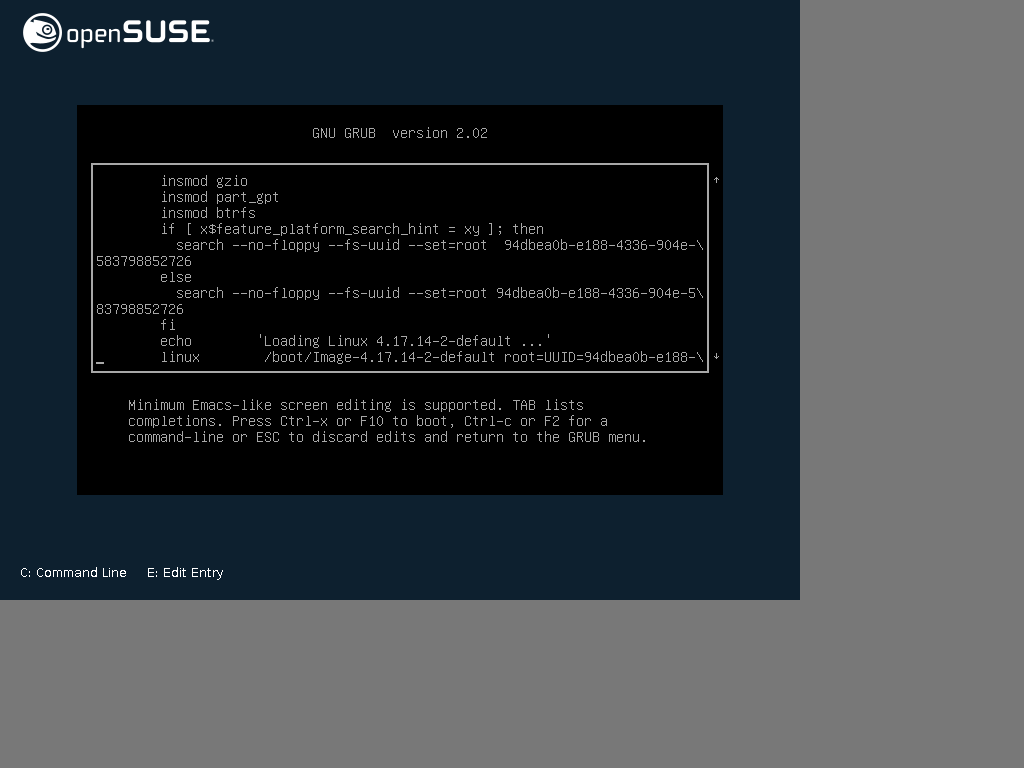 openSUSE.
GNU GRUB  version 2.02
insmod gzio
insmod part_gpt
insmod btrfs
if [ x$feature_platform_search_hint = xy ]; then
search --no-floppy --fs-uuid --set=root  94dbea0b-e188-4336-904e-\
583798852726
else
search --no-floppy --fs-uuid --set=root 94dbea0b-e188-4336-904e-5\
83798852726
fi
echo        'Loading Linux 4.17.14-2-default ...'
linux        /boot/Image-4.17.14-2-default root=UUID=94dbea0b-e188-\
Minimum Emacs-like screen editing is supported. TAB lists
completions. Press Ctrl-x or F10 to boot, Ctrl-c or F2 for a
command-line or ESC to discard edits and return to the GRUB menu.
C: Command Line    E: Edit Entry